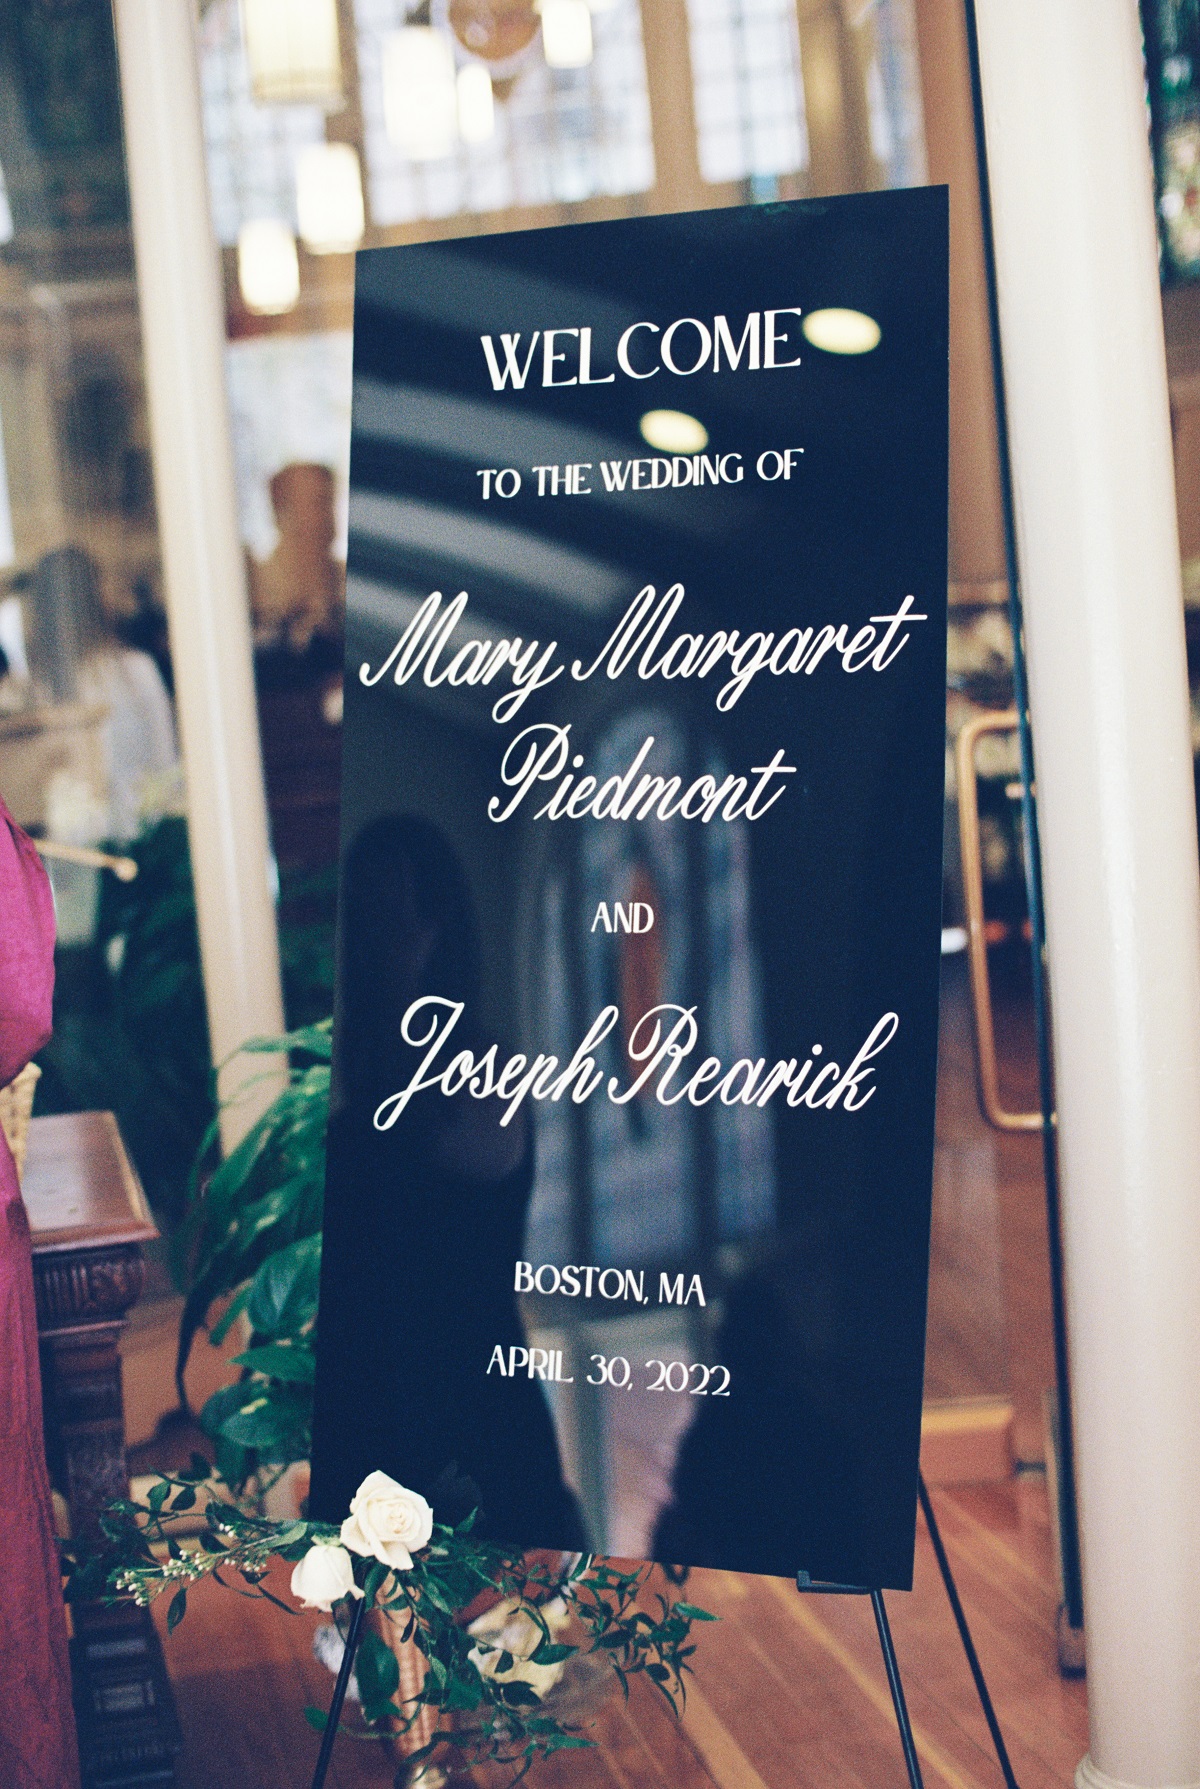 WELCOME
TO THE WEDDING OF
Mary Margaret
Piedmont
AND
Joseph Rearick
BOSTON, MA
APRIL 30, 2022